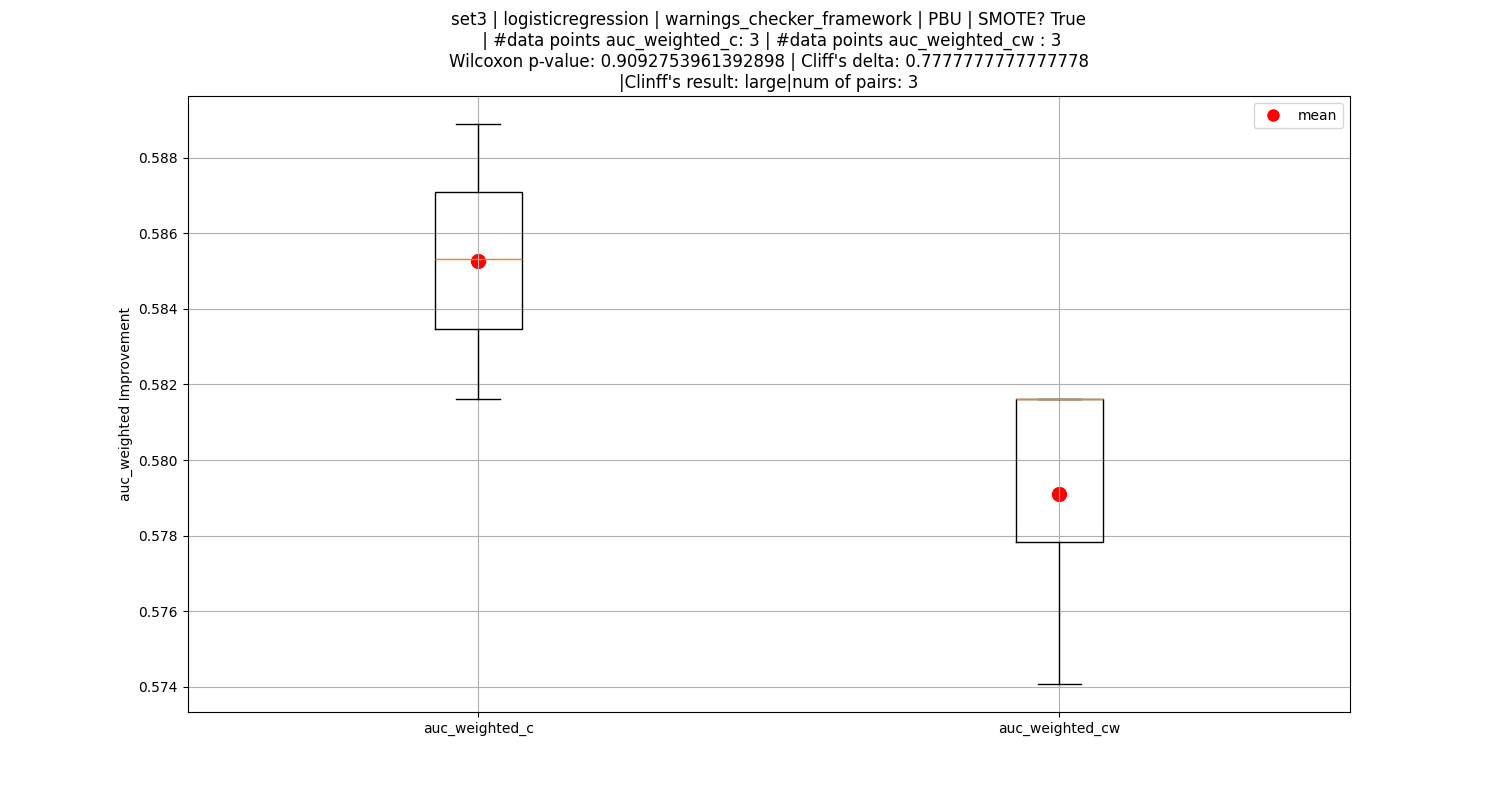 set3 | logisticregression | warnings_checker_framework | PBU | SMOTE? True
| #data points auc_weighted_c: 3 | #data points auc_weighted_cw : 3
Wilcoxon p-value: 0.9092753961392898 | Cliff's delta: 0.7777777777777778
|Clinff's result: large|num of pairs: 3
mean
0.588
0.586
0.584
0.582
0.580
0.578
0.576
0.574
auc_weighted Improvement
auc_weighted_c
auc_weighted_cw